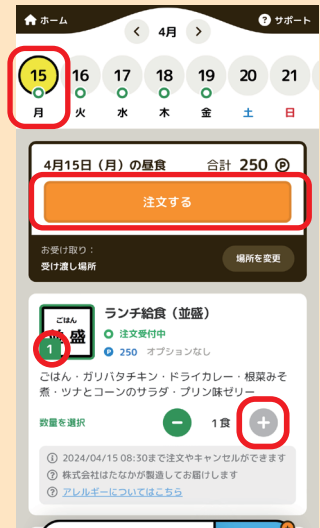 ホーム
サポート
4月
15 16 17 18 19 20 21
月 火 水 木 金 土 日
4月15日（月）の昼食 合計 250 P
注文する
お受け取り：
受け渡し場所
場所を変更
ごはん
盛
1
ランチ給食（並盛）
注文受付中
P 250 オプションなし
ごはん・ガリバタチキン・ドライカレー・根菜みそ
煮・ツナとコーンのサラダ・プリン味ゼリー
数量を選択
1食
2024/04/15 08:30まで注文やキャンセルができます
株式会社はたなかが製造してお届けします
アレルギーについてはこちら